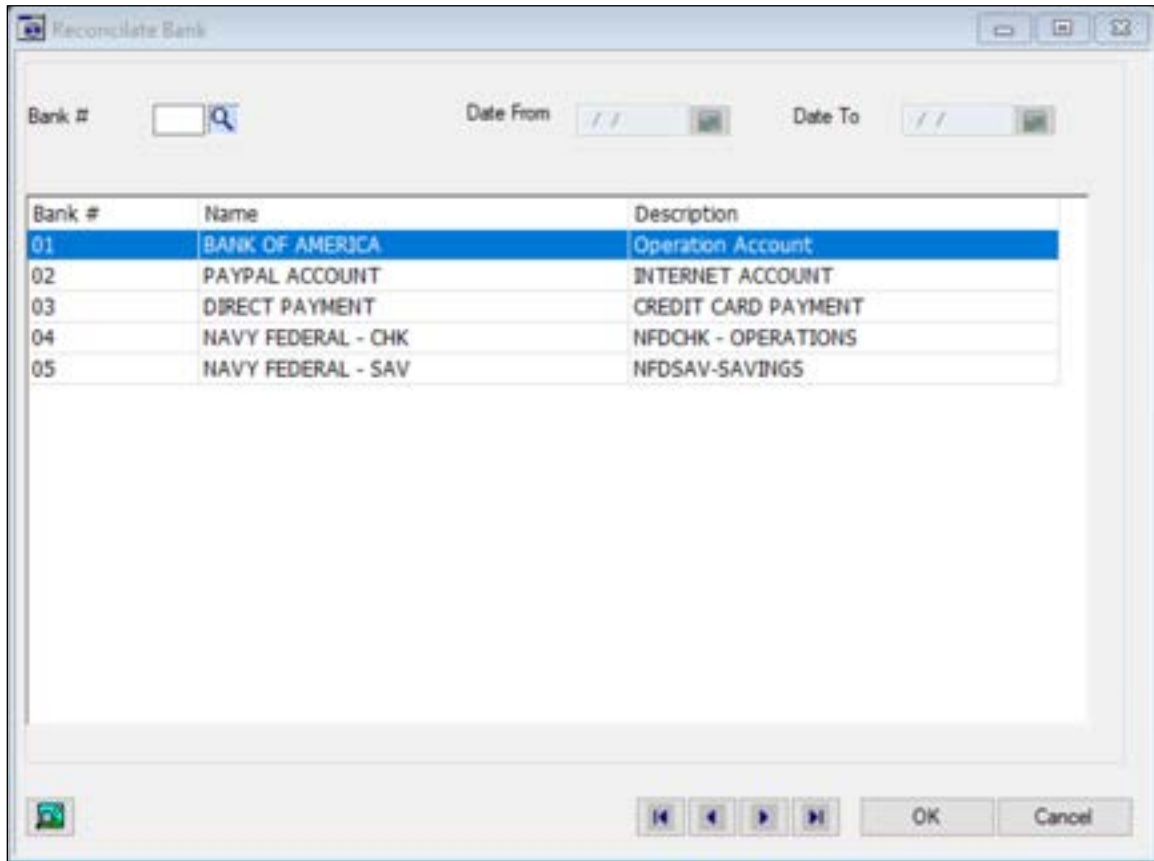 Reconcilate Bank
Bank # Date From / / Date To / /
Bank # Name Description
01 BANK OF AMERICA Operation Account
02 PAYPAL ACCOUNT INTERNET ACCOUNT
03 DIRECT PAYMENT CREDIT CARD PAYMENT
04 NAVY FEDERAL - CHK NFDCHK - OPERATIONS
05 NAVY FEDERAL - SAV NFDSAV-SAVINGS
OK Cancel